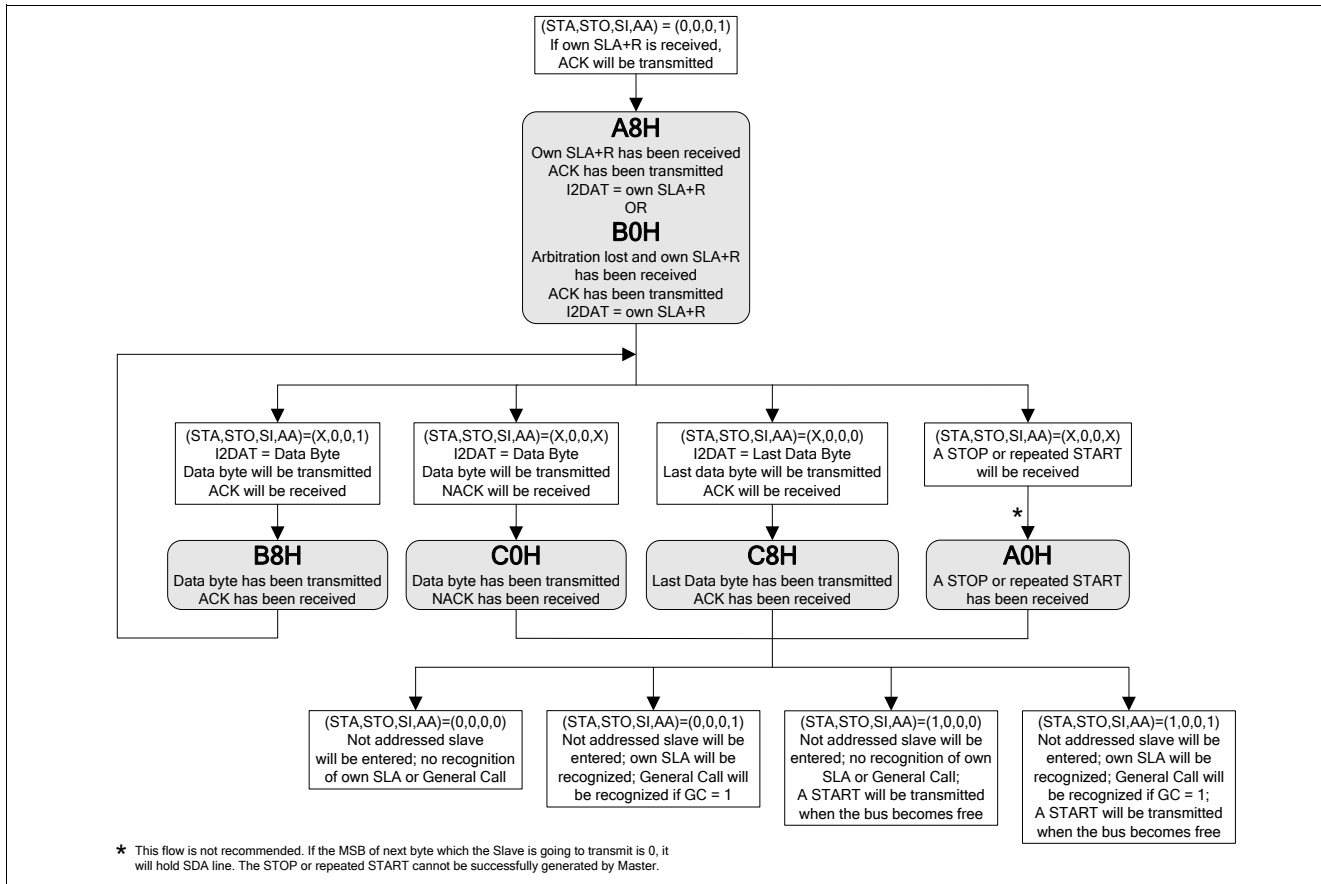 (STA,STO,SI,AA) = (0,0,0,1)
If own SLA+R is received,
ACK will be transmitted
A8H
Own SLA+R has been received
ACK has been transmitted
I2DAT = own SLA+R
OR
B0H
Arbitration lost and own SLA+R
has been received
ACK has been transmitted
I2DAT = own SLA+R
(STA,STO,SI,AA)=(X,0,0,1)
I2DAT = Data Byte
Data byte will be transmitted
ACK will be received
(STA,STO,SI,AA)=(X,0,0,X)
I2DAT = Data Byte
Data byte will be transmitted
NACK will be received
(STA,STO,SI,AA)=(X,0,0,0)
I2DAT = Last Data Byte
Last data byte will be transmitted
ACK will be received
(STA,STO,SI,AA)=(X,0,0,X)
A STOP or repeated START
will be received
*
B8H
Data byte has been transmitted
ACK has been received
C0H
Data byte has been transmitted
NACK has been received
C8H
Last Data byte has been transmitted
ACK has been received
A0H
A STOP or repeated START
has been received
(STA,STO,SI,AA)=(0,0,0,0)
Not addressed slave
will be entered; no recognition
of own SLA or General Call
(STA,STO,SI,AA)=(0,0,0,1)
Not addressed slave will be
entered; own SLA will be
recognized; General Call will
be recognized if GC = 1
(STA,STO,SI,AA)=(1,0,0,0)
Not addressed slave will be
entered; no recognition of own
SLA or General Call;
A START will be transmitted
when the bus becomes free
(STA,STO,SI,AA)=(1,0,0,1)
Not addressed slave will be
entered; own SLA will be
recognized; General Call will
be recognized if GC = 1;
A START will be transmitted
when the bus becomes free
* This flow is not recommended. If the MSB of next byte which the Slave is going to transmit is 0, it
will hold SDA line. The STOP or repeated START cannot be successfully generated by Master.